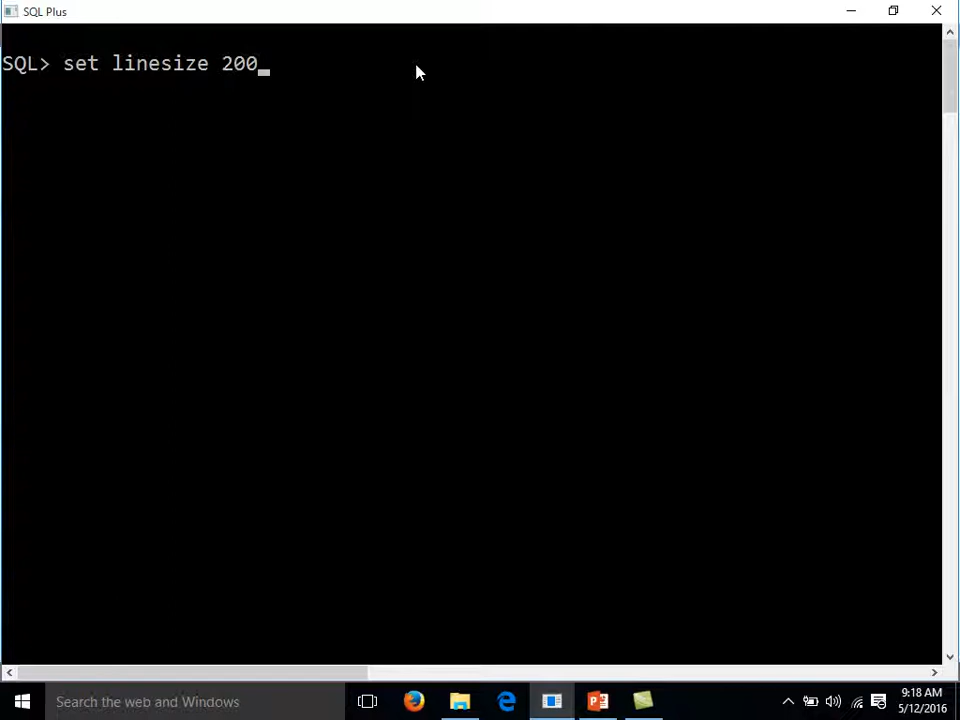 SQL Plus
SQL> set linesize 200
Search the web and Windows
9:18 AM
5/12/2016